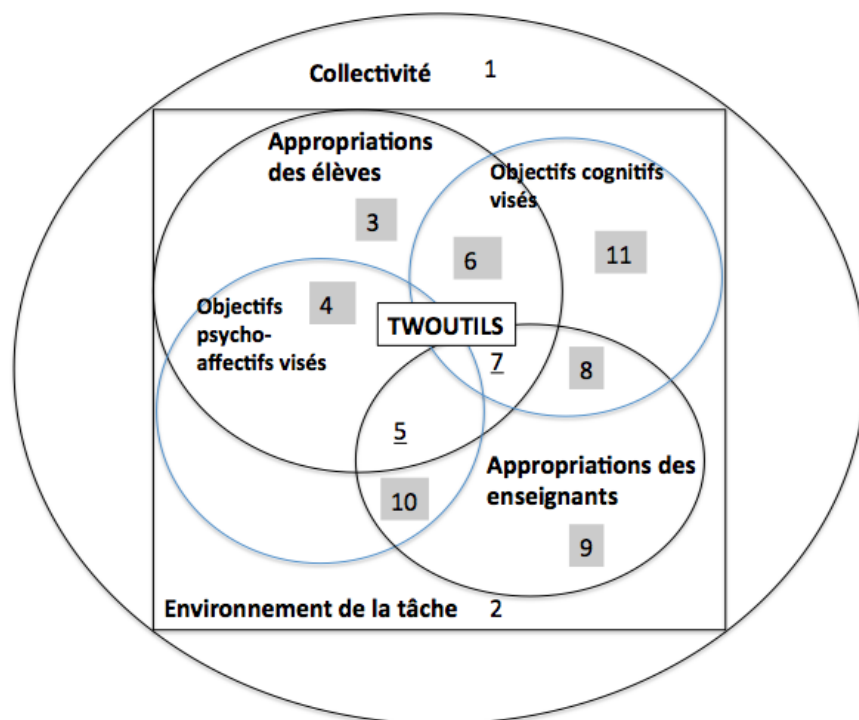 Collectivité 1
Appropriations
des élèves
Objectifs cognitifs
visés
3
6
11
4
Objectifs
psycho-
affectifs visés
TWOUTILS
7
8
5
Appropriations des
enseignants
10
9
Environnement de la tâche 2